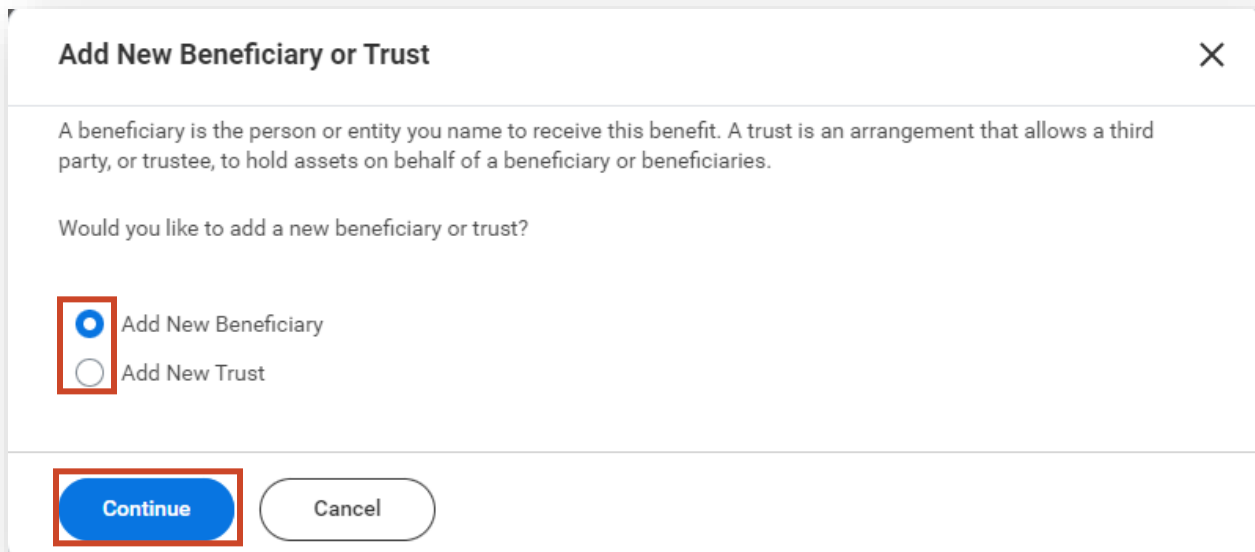 Add New Beneficiary or Trust
A beneficiary is the person or entity you name to receive this benefit. A trust is an arrangement that allows a third
party, or trustee, to hold assets on behalf of a beneficiary or beneficiaries.
Would you like to add a new beneficiary or trust?
Add New Beneficiary
Add New Trust
Continue
Cancel